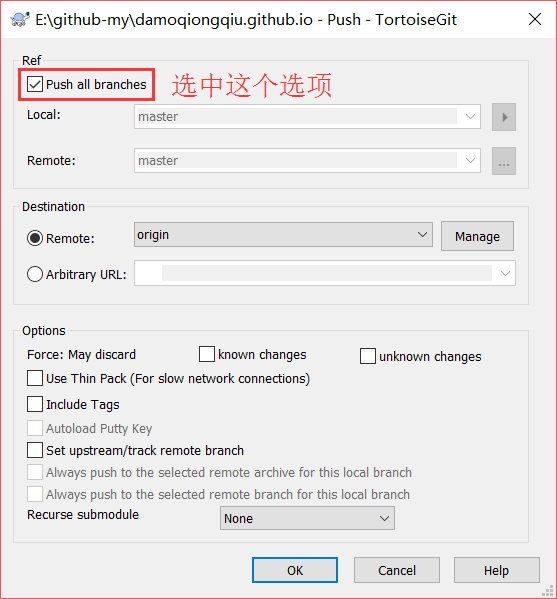 E:\github-my\damoqiongqiu.github.io - Push - TortoiseGit
Ref
Push all branches
选中这个选项
Local:
master
Remote:
master
...
Destination
Remote:
origin
Manage
Arbitrary URL:
Options
Force: May discard
known changes
unknown changes
Use Thin Pack (For slow network connections)
Include Tags
Autoload Putty Key
Set upstream/track remote branch
Always push to the selected remote archive for this local branch
Always push to the selected remote branch for this local branch
Recurse submodule
None
OK
Cancel
Help